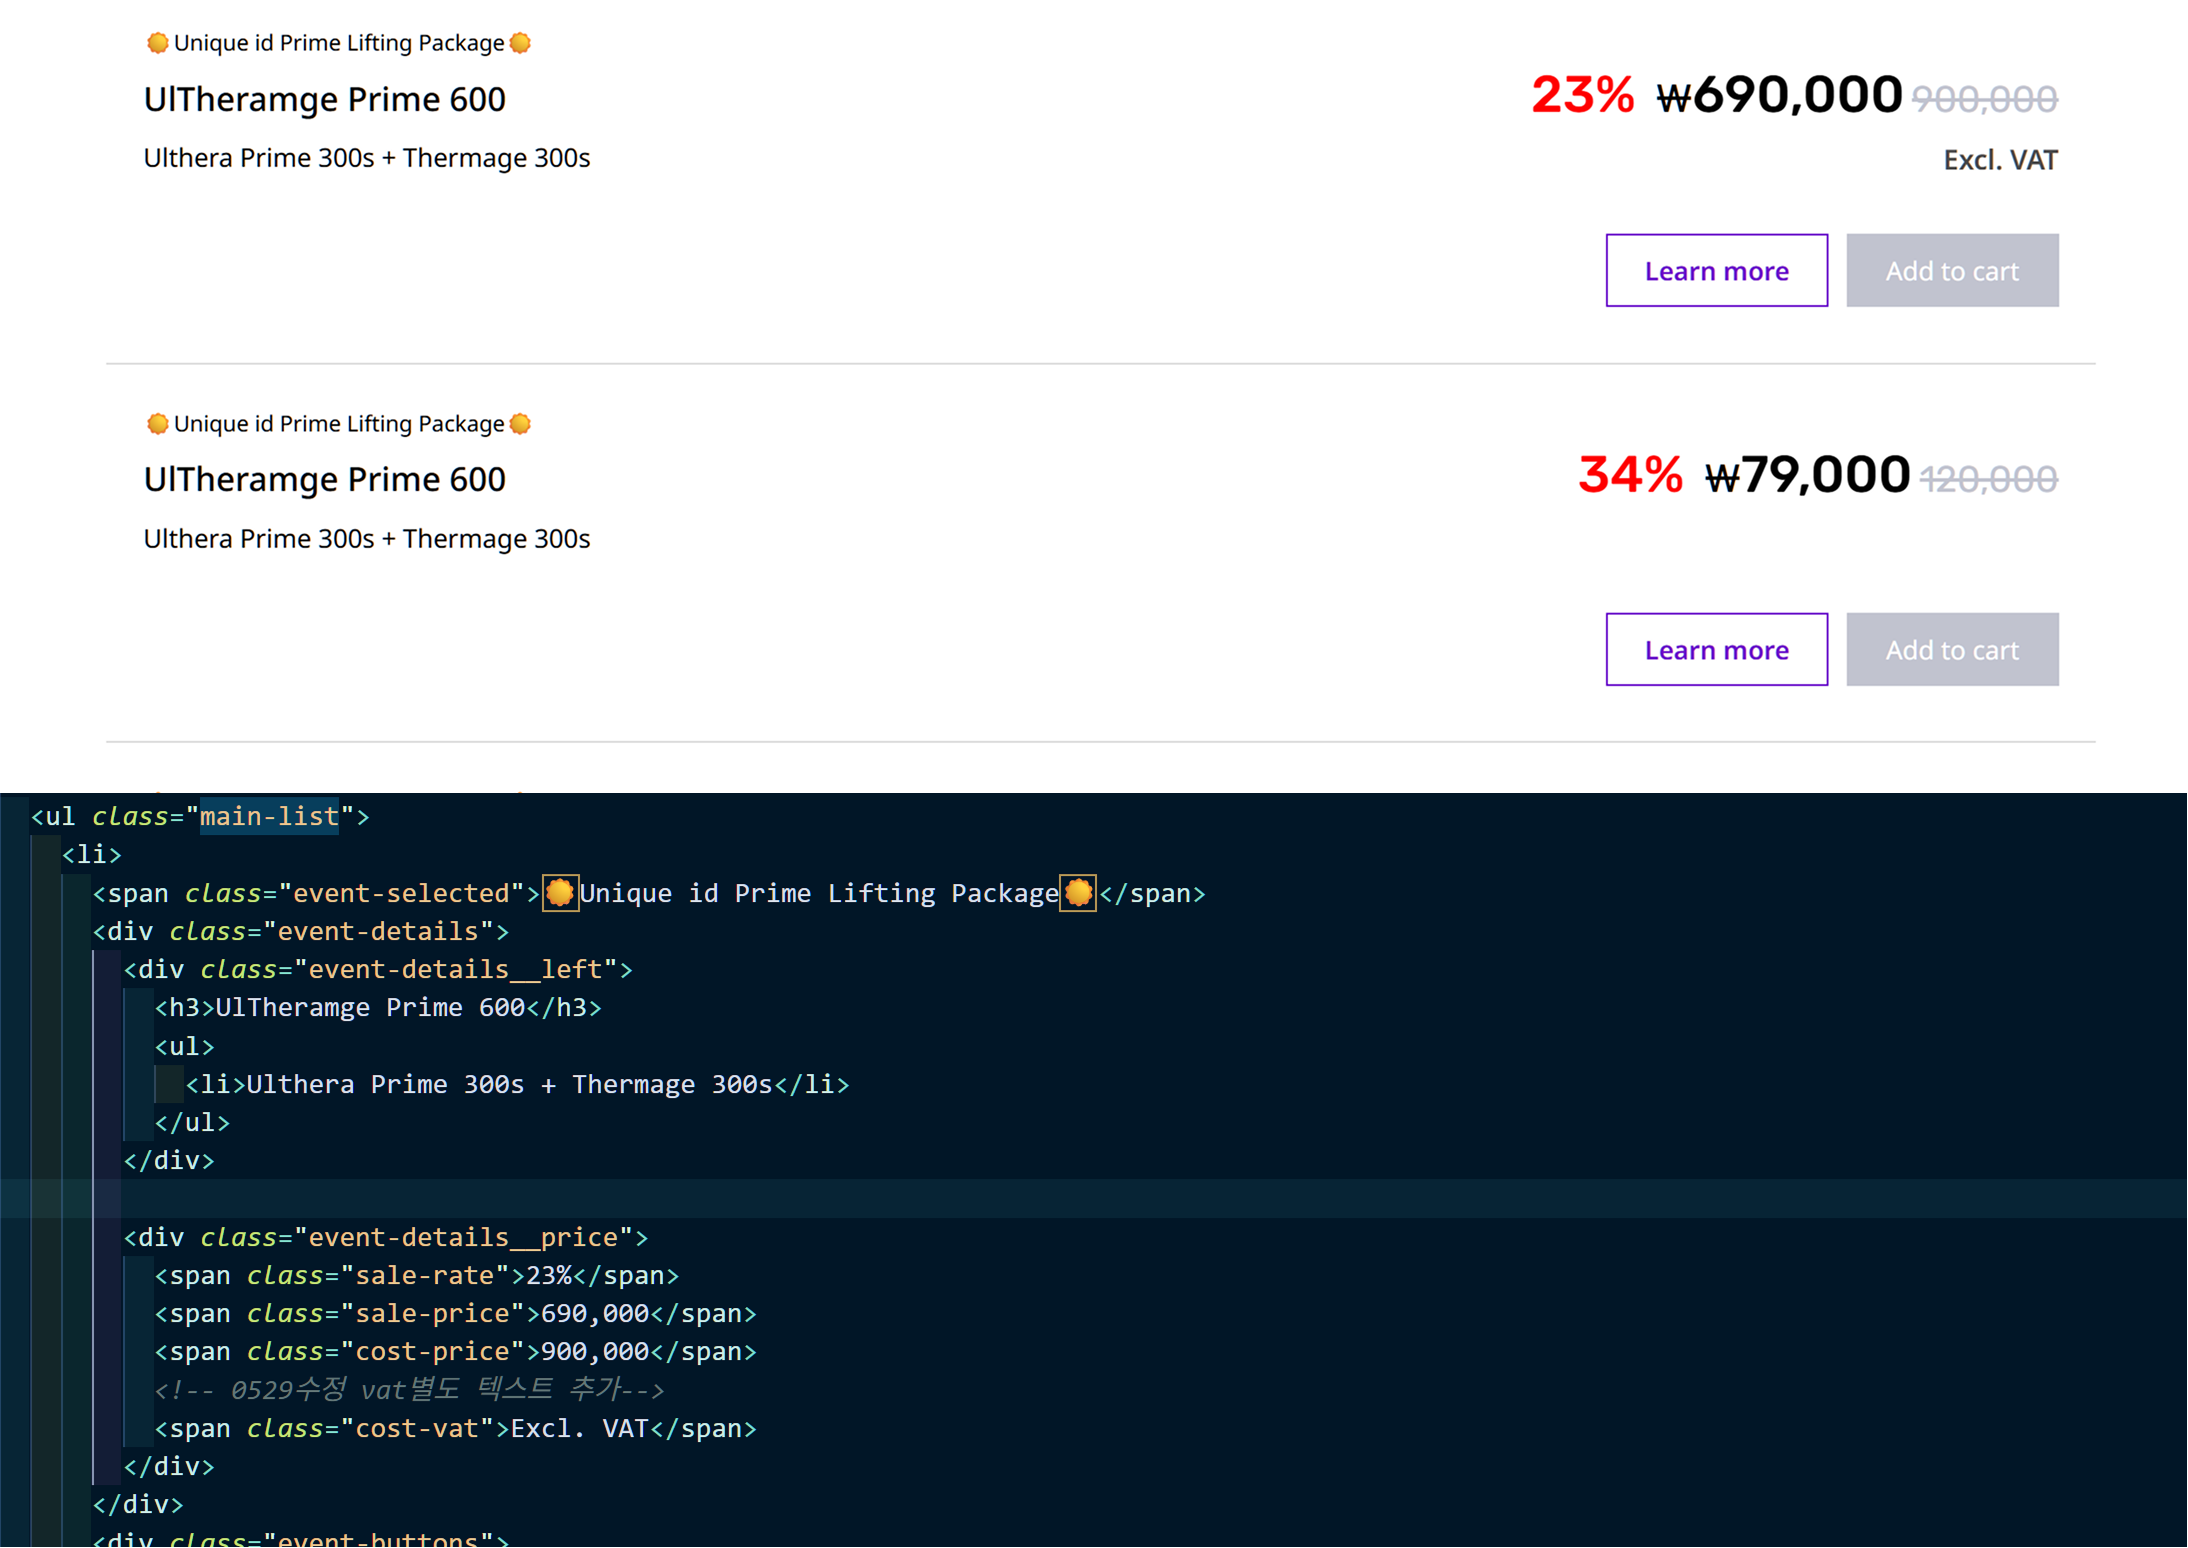 🌼Unique id Prime Lifting Package🌼
UlTheramge Prime 600
23% ₩690,000 900,000
Ulthera Prime 300s + Thermage 300s
Excl. VAT
Learn more Add to cart
🌼Unique id Prime Lifting Package🌼
UlTheramge Prime 600
34% ₩79,000 120,000
Ulthera Prime 300s + Thermage 300s
Learn more Add to cart
<ul class="main-list">
<li>
<span class="event-selected">🌼Unique id Prime Lifting Package🌼</span>
<div class="event-details">
<div class="event-details__left">
<h3>UlTheramge Prime 600</h3>
<ul>
<li>Ulthera Prime 300s + Thermage 300s</li>
</ul>
</div>
<div class="event-details__price">
<span class="sale-rate">23%</span>
<span class="sale-price">690,000</span>
<span class="cost-price">900,000</span>
<!-- 0529수정 vat별도 텍스트 추가-->
<span class="cost-vat">Excl. VAT</span>
</div>
</div>
<div class="event-buttons">